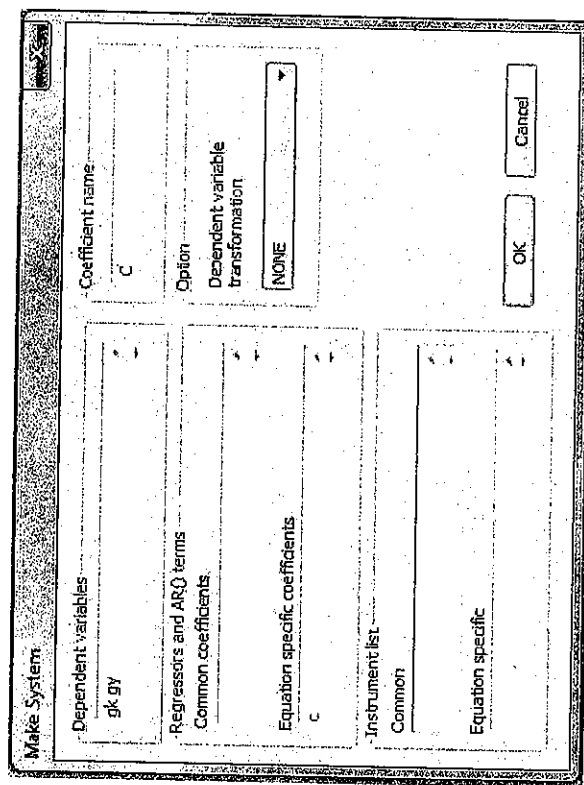 Make System
Dependent variables
gk gy
Regressors and AR() terms
Common coefficients
Equation specific coefficients
c
Instrument list
Common
Equation specific
Coefficient name
C
Option
Dependent variable
transformation
NONE
OK
Cancel